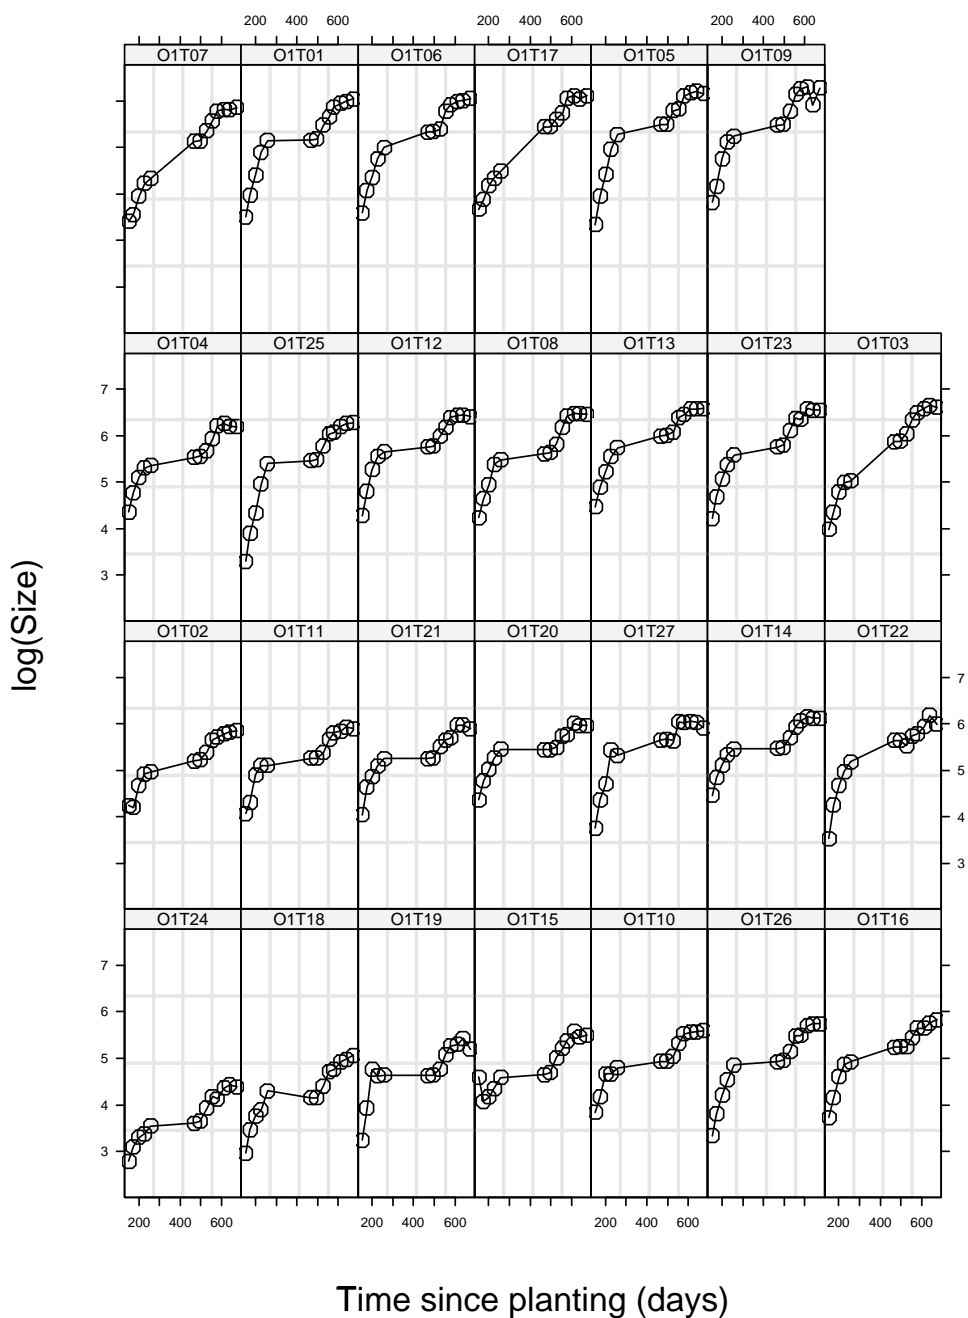 200 400 600 200 400 600 200 400 600
O1T07 O1T01 O1T06 O1T17 O1T05 O1T09
O1T04 O1T25 O1T12 O1T08 O1T13 O1T23 O1T03
7
6
5
4
3
O1T02 O1T11 O1T21 O1T20 O1T27 O1T14 O1T22
7
6
5
4
3
O1T24 O1T18 O1T19 O1T15 O1T10 O1T26 O1T16
7
6
5
4
3
200 400 600 200 400 600 200 400 600 200 400 600
log(Size)
Time since planting (days)